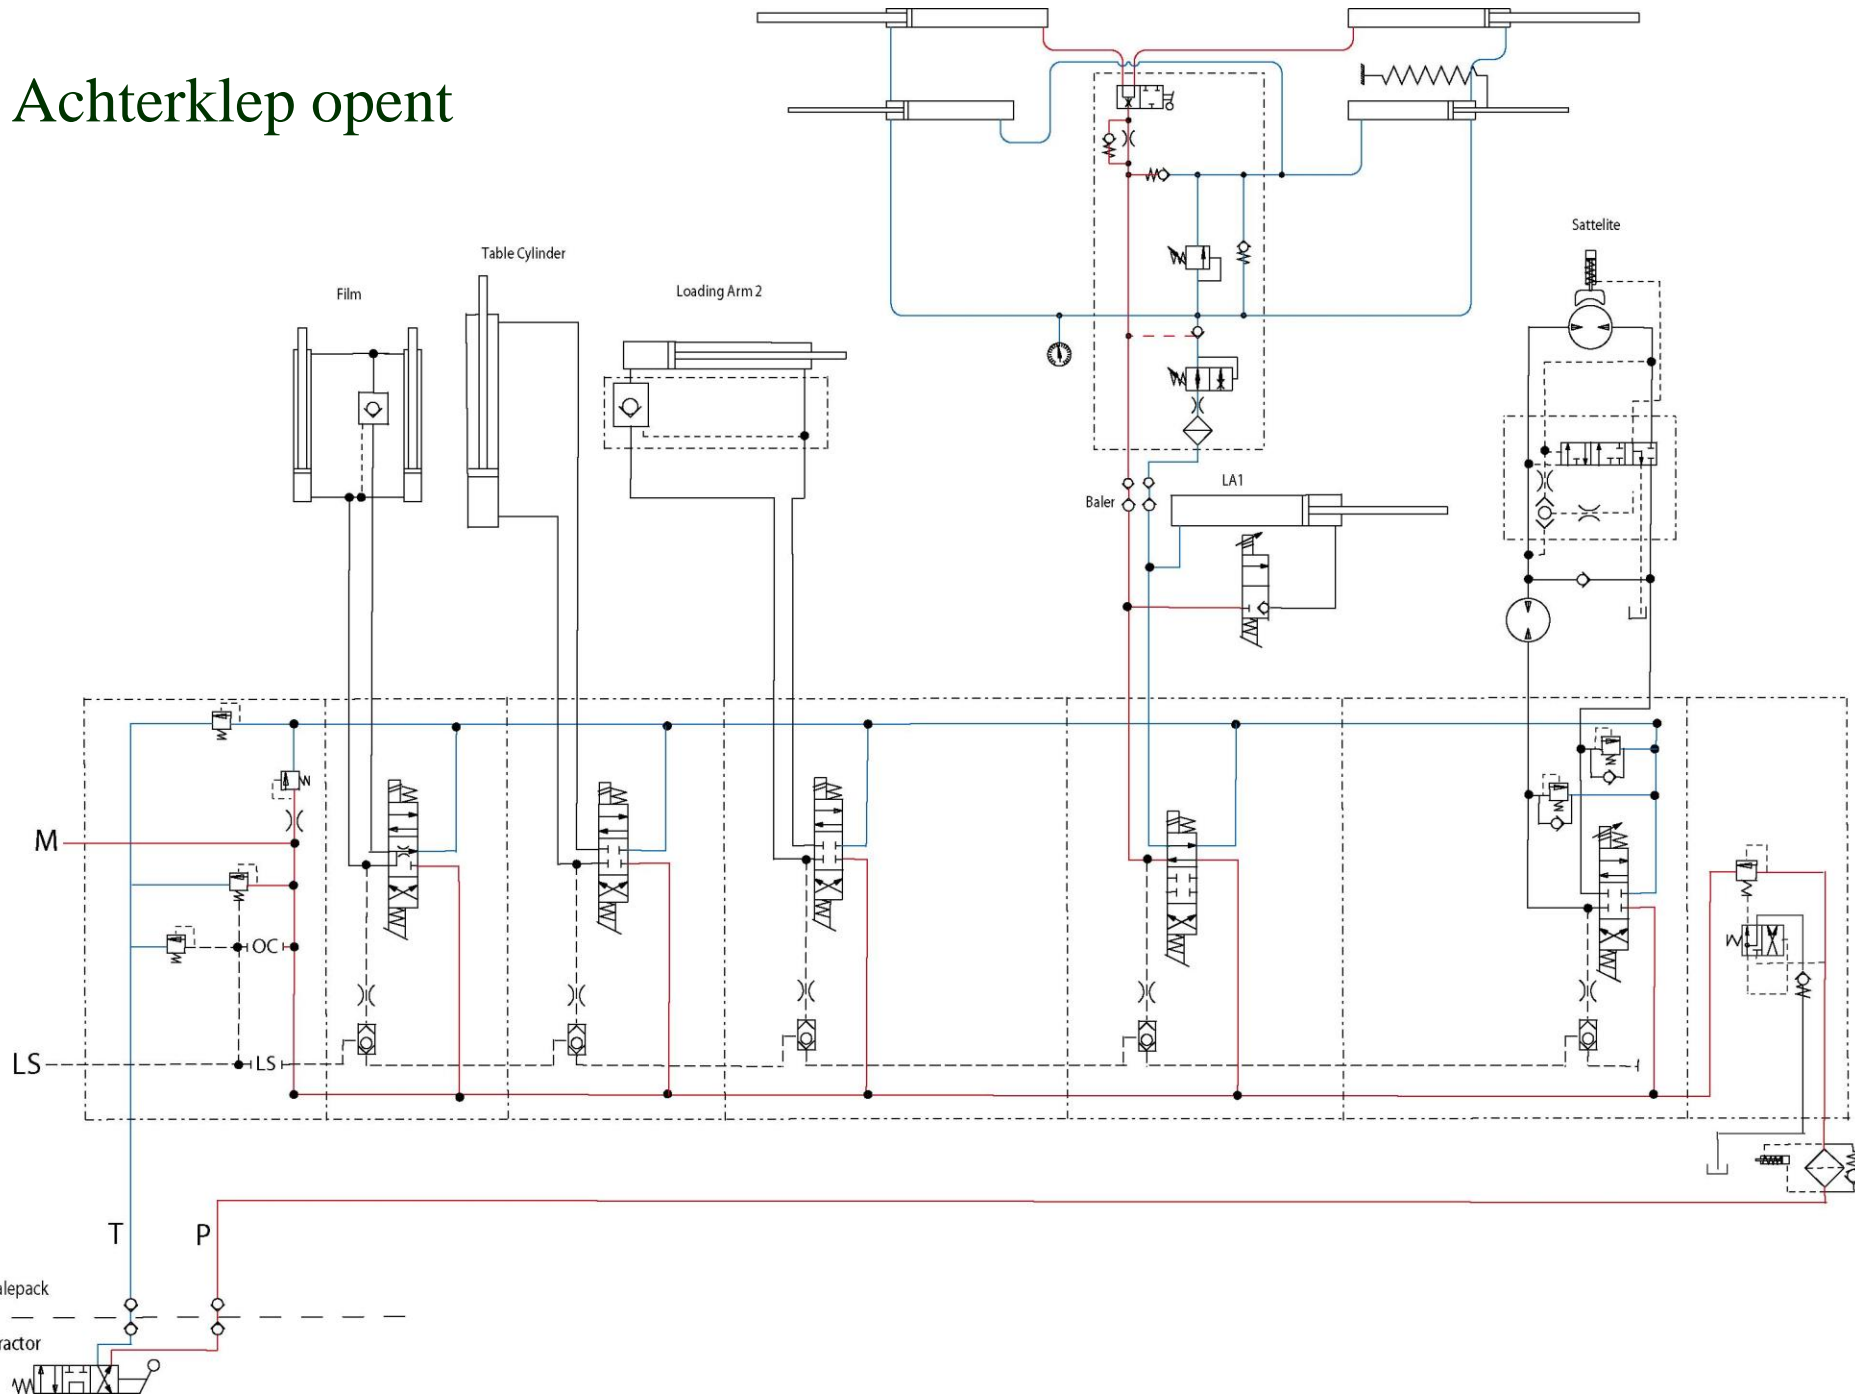 Achterklep opent
Sattelite
Table Cylinder
Film
Loading Arm 2
LA1
Baler
M
OC
LS
LS
T
P
alepack
ractor